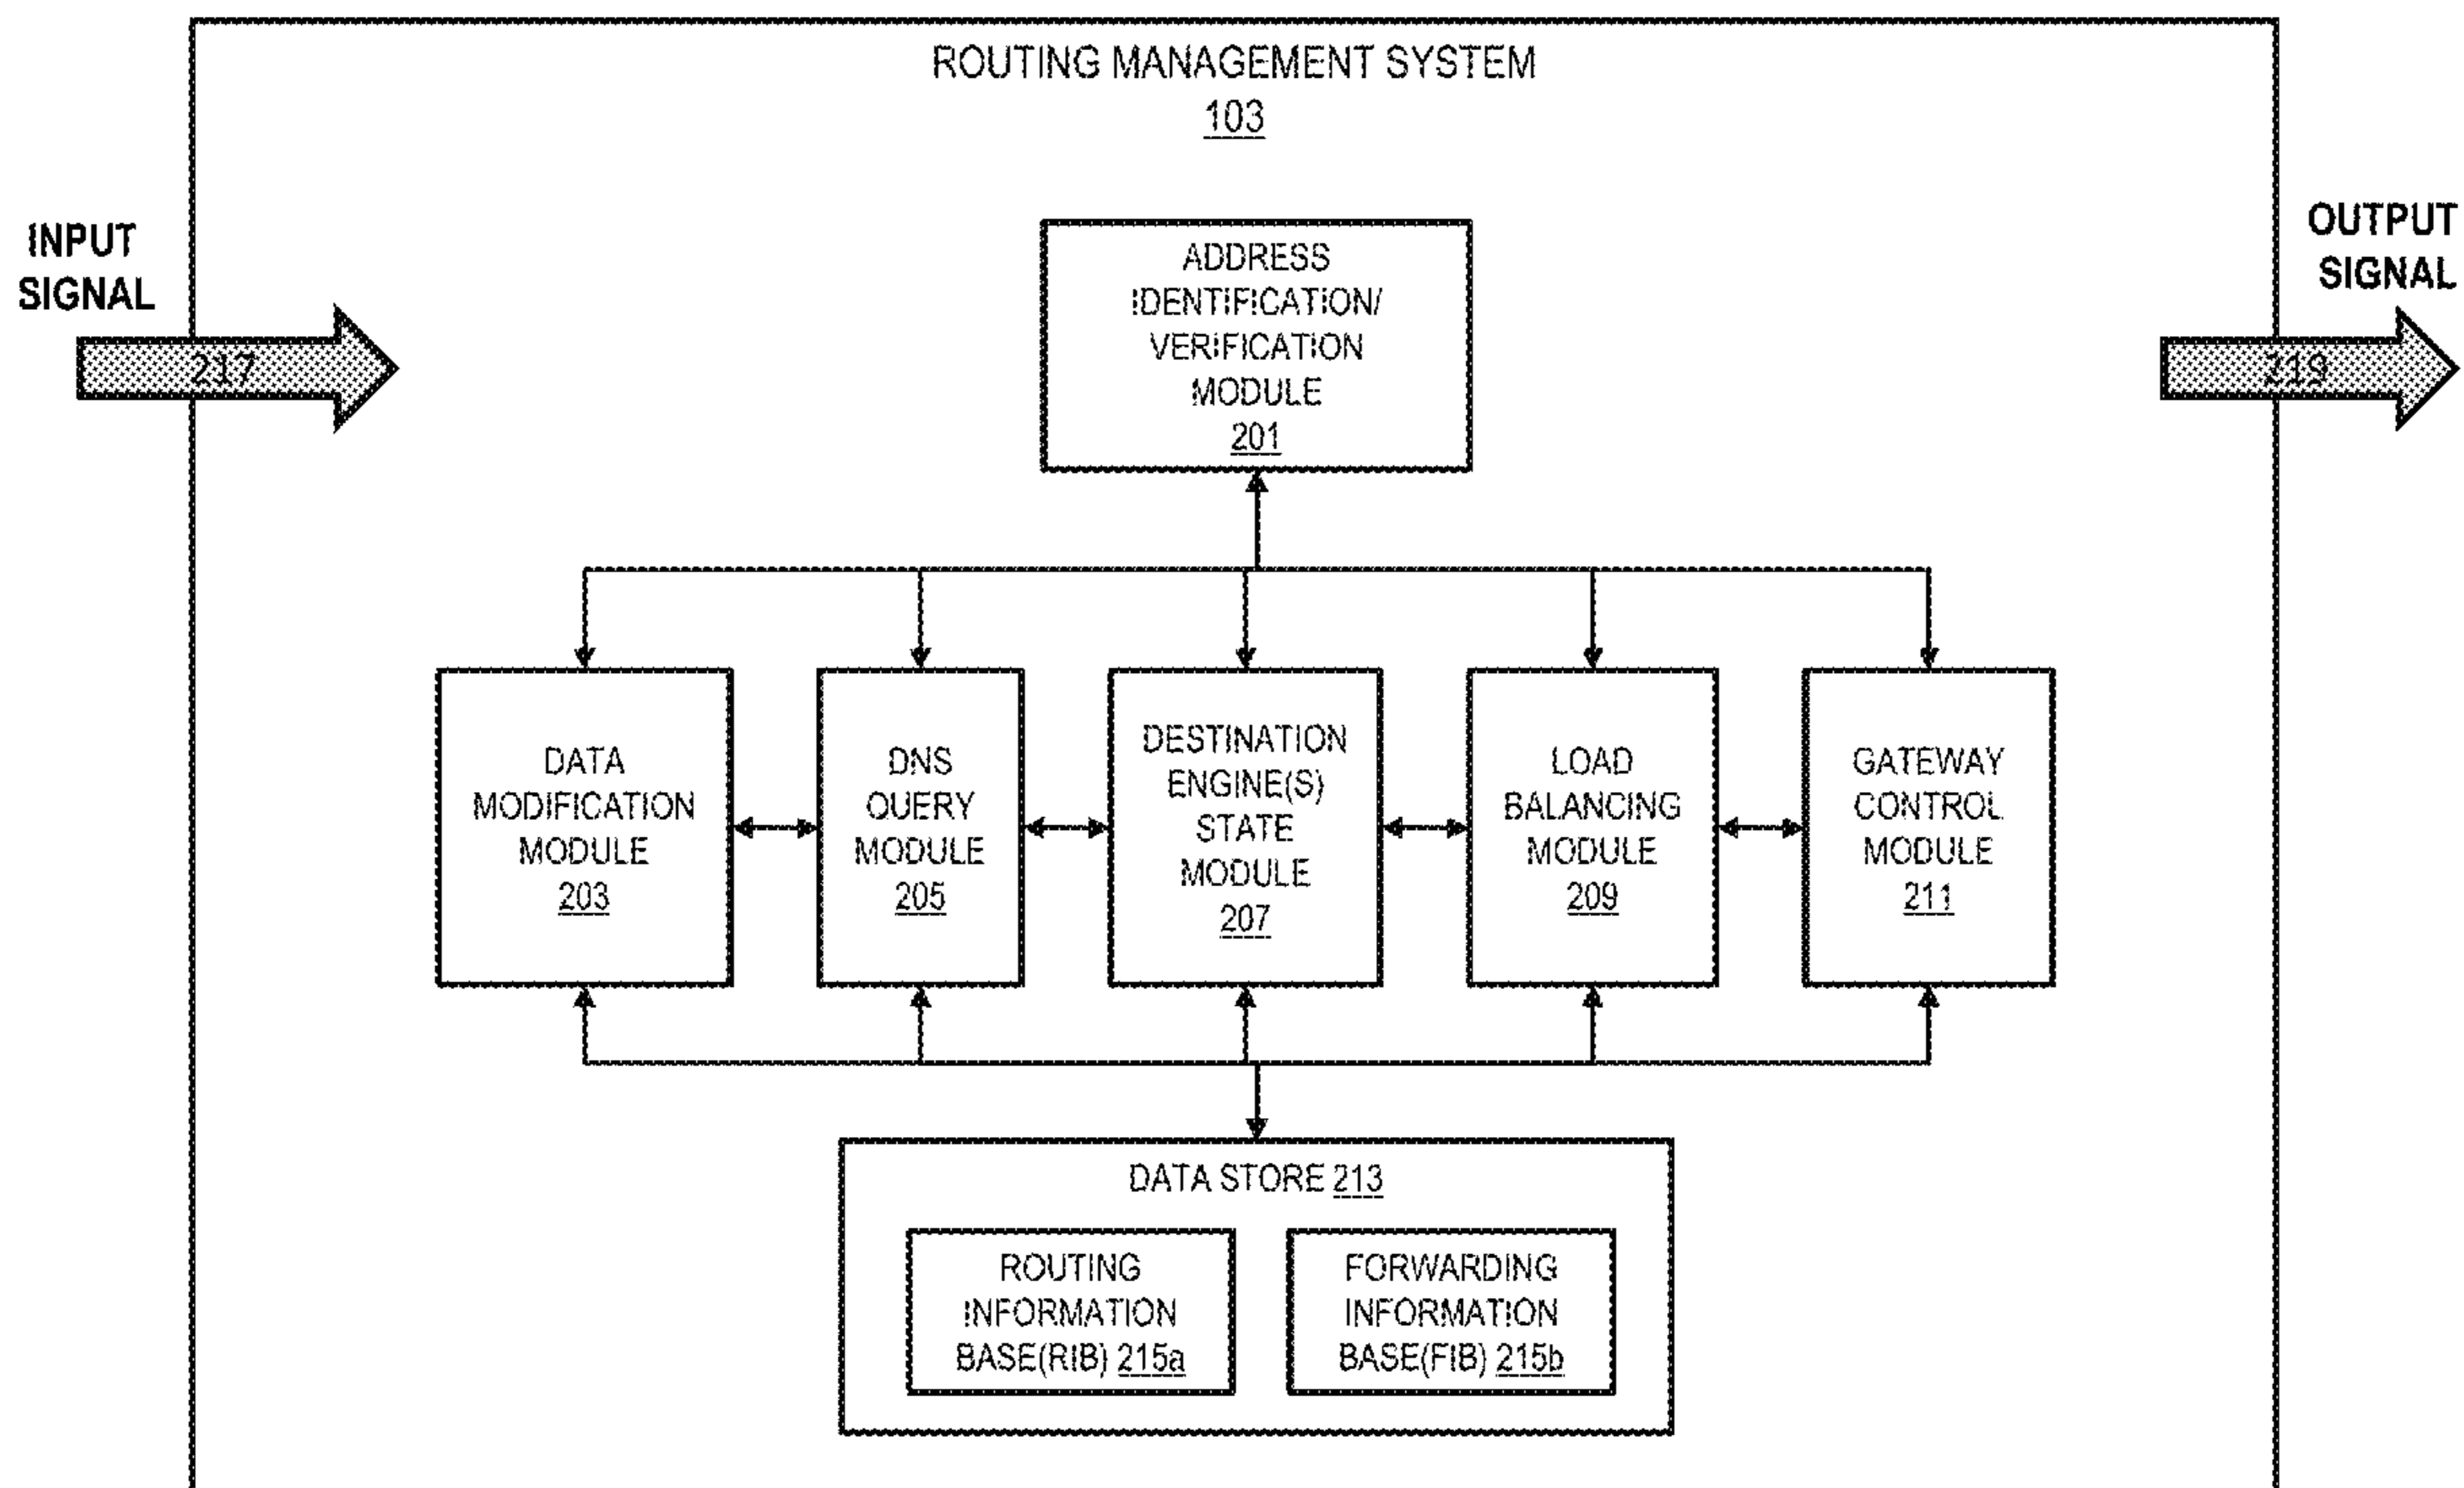 ROUTING MANAGEMENT SYSTEM
103
INPUT
SIGNAL
217
OUTPUT
SIGNAL
219
ADDRESS
IDENTIFICATION/
VERIFICATION
MODULE
201
DATA
MODIFICATION
MODULE
203
DNS
QUERY
MODULE
205
DESTINATION
ENGINE(S)
STATE
MODULE
207
LOAD
BALANCING
MODULE
209
GATEWAY
CONTROL
MODULE
211
DATA STORE 213
ROUTING
INFORMATION
BASE(RIB) 215a
FORWARDING
INFORMATION
BASE(FIB) 215b